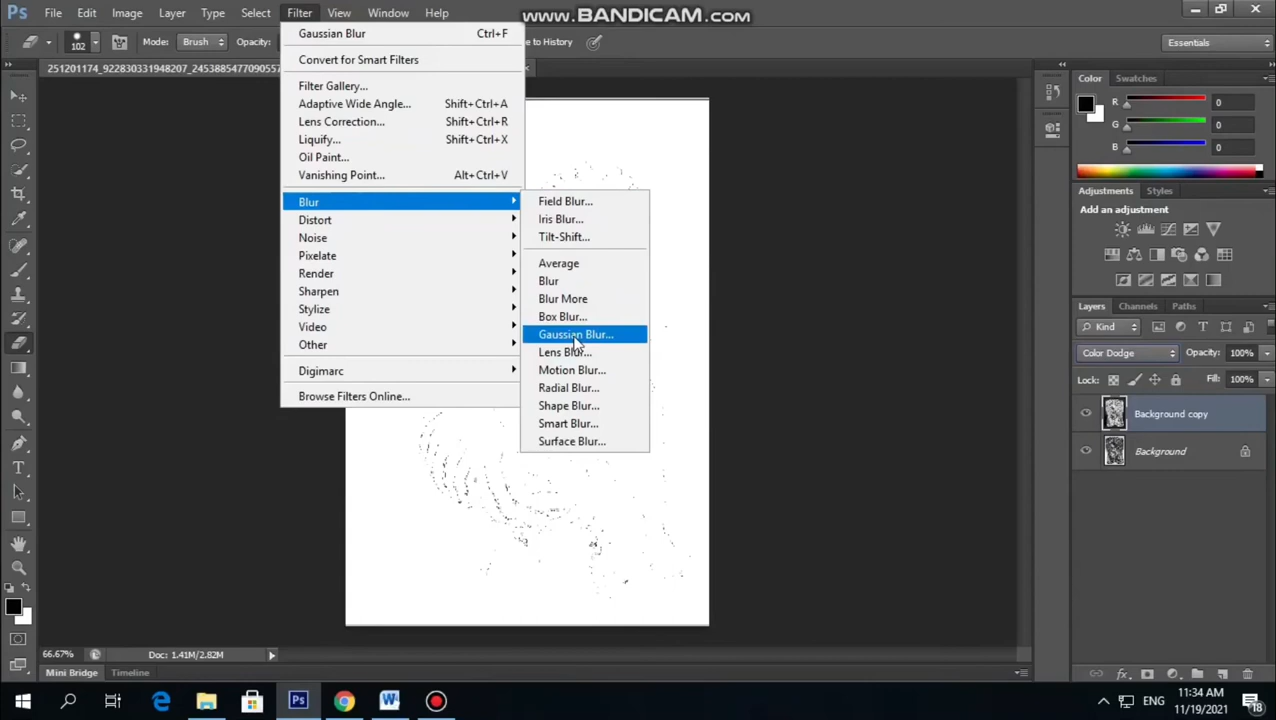 Ps File Edit Image Layer Type Select Filter View Window Help
www.BANDICAM.com
102 Mode: Brush Opacity: to History Essentials
251201174_922830331948207_245388547709055
Gaussian Blur Ctrl+F
Convert for Smart Filters
Filter Gallery...
Adaptive Wide Angle... Shift+Ctrl+A
Lens Correction... Shift+Ctrl+R
Liquify... Shift+Ctrl+X
Oil Paint...
Vanishing Point... Alt+Ctrl+V
Blur
Distort
Noise
Pixelate
Render
Sharpen
Stylize
Video
Other
Digimarc
Browse Filters Online...
Field Blur...
Iris Blur...
Tilt-Shift...
Average
Blur
Blur More
Box Blur...
Gaussian Blur...
Lens Blur...
Motion Blur...
Radial Blur...
Shape Blur...
Smart Blur...
Surface Blur...
Color Swatches
R 0
G 0
B 0
Adjustments Styles
Add an adjustment
Layers Channels Paths
Kind
Color Dodge Opacity: 100%
Lock: Fill: 100%
Background copy
Background
66.67% Doc: 1.41M/2.82M
Mini Bridge Timeline
ENG
11:34 AM
11/19/2021
18